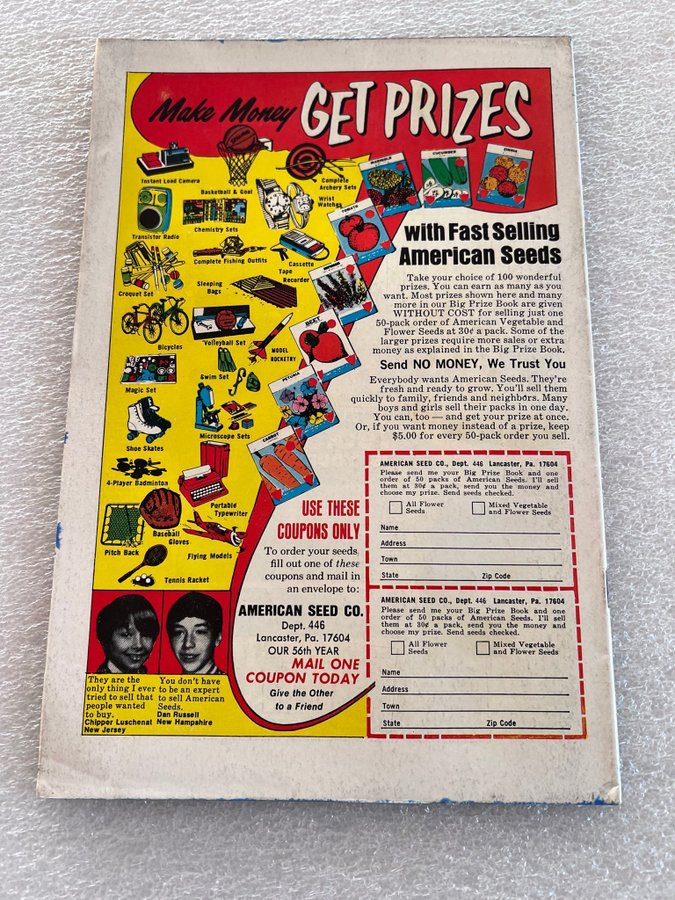 Make Money GET PRIZES
Instant Load Camera
Basketball & Goal
Complete
Archery Sets
Wrist
Watches
Transistor Radio
Chemistry Sets
Complete Fishing Outfits
Cassette
Tape
Recorder
Croquet Set
Sleeping
Bags
Bicycles
Volleyball Set
MODEL
ROCKETRY
Swim Set
Magic Set
Shoe Skates
Microscope Sets
4-Player Badminton
Portable
Typewriter
Pitch Back
Baseball
Gloves
Flying Models
Tennis Racket
CUCUMBER
ZINNIA
TOMATO
BEET
PETUNIA
CARROT
with Fast Selling
American Seeds
Take your choice of 100 wonderful
prizes. You can earn as many as you
want. Most prizes shown here and many
more in our Big Prize Book are given
WITHOUT COST for selling just one
50-pack order of American Vegetable and
Flower Seeds at 30¢ a pack. Some of the
larger prizes require more sales or extra
money as explained in the Big Prize Book.
Send NO MONEY, We Trust You
Everybody wants American Seeds. They're
fresh and ready to grow. You'll sell them
quickly to family, friends and neighbors. Many
boys and girls sell their packs in one day.
You can, too — and get your prize at once.
Or, if you want money instead of a prize, keep
$5.00 for every 50-pack order you sell.
USE THESE
COUPONS ONLY
To order your seeds
fill out one of these
coupons and mail in
an envelope to:
AMERICAN SEED CO.
Dept. 446
Lancaster, Pa. 17604
OUR 56th YEAR
MAIL ONE
COUPON TODAY
Give the Other
to a Friend
AMERICAN SEED CO., Dept. 446 Lancaster, Pa. 17604
Please send me your Big Prize Book and one
order of 50 packs of American Seeds. I'll sell
them at 30¢ a pack, send you the money and
choose my prize. Send seeds checked.
All Flower
Seeds
Mixed Vegetable
and Flower Seeds
Name
Address
Town
State Zip Code
AMERICAN SEED CO., Dept. 446 Lancaster, Pa. 17604
Please send me your Big Prize Book and one
order of 50 packs of American Seeds. I'll sell
them at 30¢ a pack, send you the money and
choose my prize. Send seeds checked.
All Flower
Seeds
Mixed Vegetable
and Flower Seeds
Name
Address
Town
State Zip Code
They are the
only thing I ever
tried to sell that
people wanted
to buy.
Chipper Luschenat
New Jersey
You don't have
to be an expert
to sell American
Seeds.
Dan Russell
New Hampshire